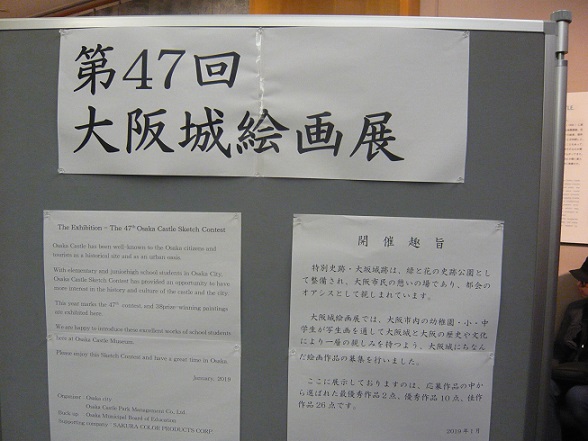 第47回
大阪城絵画展
The Exhibition - The 47th Osaka Castle Sketch Contest
Osaka Castle has been well-known to the Osaka citizens and
tourists as a historical site and as an urban oasis.
With elementary and juniorhigh school students in Osaka City,
Osaka Castle Sketch Contest has provided an opportunity to have
more interest in the history and culture of the castle and the city.
This year marks the 47th contest, and 38prize-winning paintings
are exhibited here.
We are happy to introduce these excellent works of school students
here at Osaka Castle Museum.
Please enjoy this Sketch Contest and have a great time in Osaka.
January, 2019
Organizer Osaka city
Osaka Castle Park Management Co. Ltd.
Back up Osaka Municipal Board of Education
Supporting company SAKURA COLOR PRODUCTS CORP
開催趣旨
特別史跡・大阪城跡は、緑と花の史跡公園とし
て整備され、大阪市民の憩いの場であり、都会の
オアシスとして親しまれています。
大阪城絵画展では、大阪市内の幼稚園・小・中
学生が写生画を通して大阪城と大阪の歴史や文化
により一層の親しみを持つよう、大阪城にちなん
だ絵画作品の募集を行いました。
ここに展示しておりますのは、応募作品の中か
ら選ばれた最優秀作品2点、優秀作品10点、佳作
作品26点です。
2019年1月